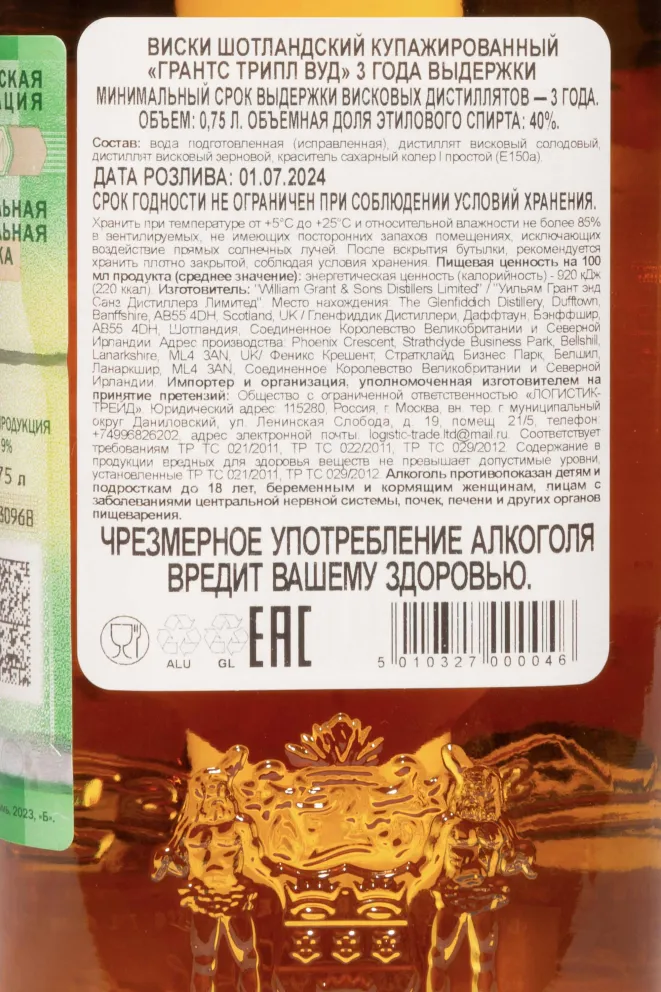 ВИСКИ ШОТЛАНДСКИЙ КУПАЖИРОВАННЫЙ
«ГРАНТС ТРИПЛ ВУД» 3 ГОДА ВЫДЕРЖКИ
МИНИМАЛЬНЫЙ СРОК ВЫДЕРЖКИ ВИСКОВЫХ ДИСТИЛЛЯТОВ — 3 ГОДА.
ОБЪЕМ: 0,75 Л. ОБЪЕМНАЯ ДОЛЯ ЭТИЛОВОГО СПИРТА: 40%.
Состав: вода подготовленная (исправленная), дистиллят висковый солодовый,
дистиллят висковый зерновой, краситель сахарный колер I простой (Е150а).
ДАТА РОЗЛИВА: 01.07.2024
СРОК ГОДНОСТИ НЕ ОГРАНИЧЕН ПРИ СОБЛЮДЕНИИ УСЛОВИЙ ХРАНЕНИЯ.
Хранить при температуре от +5°С до +25°С и относительной влажности не более 85%
в вентилируемых, не имеющих посторонних запахов помещениях, исключающих
воздействие прямых солнечных лучей. После вскрытия бутылки, рекомендуется
хранить плотно закрытой, соблюдая условия хранения. Пищевая ценность на 100
мл продукта (среднее значение): энергетическая ценность (калорийность) - 920 кДж
(220 ккал). Изготовитель: "William Grant & Sons Distillers Limited" / "Уильям Грант энд
Санз Дистиллерз Лимитед". Место нахождения: The Glenfiddich Distillery, Dufftown,
Banffshire, AB55 4DH, Scotland, UK / Гленфиддик Дистиллери, Даффтаун, Бэнффшир,
AB55 4DH, Шотландия, Соединенное Королевство Великобритании и Северной
Ирландии. Адрес производства: Phoenix Crescent, Strathclyde Business Park, Bellshill,
Lanarkshire, ML4 3AN, UK/ Феникс Крешент, Стратклайд Бизнес Парк, Белшил,
Ланаркшир, ML4 3AN, Соединенное Королевство Великобритании и Северной
Ирландии. Импортер и организация, уполномоченная изготовителем на
принятие претензий: Общество с ограниченной ответственностью «ЛОГИСТИК-
ТРЕЙД». Юридический адрес: 115280, Россия, г. Москва, вн. тер. г. муниципальный
округ Даниловский, ул. Ленинская Слобода, д. 19, помещ. 21/5, телефон:
+74996826202, адрес электронной почты: logistic-trade.ltd@mail.ru. Соответствует
требованиям ТР ТС 021/2011, ТР ТС 022/2011, ТР ТС 029/2012. Содержание в
продукции вредных для здоровья веществ не превышает допустимые уровни,
установленные ТР ТС 021/2011, ТР ТС 029/2012. Алкоголь противопоказан детям и
подросткам до 18 лет, беременным и кормящим женщинам, лицам с
заболеваниями центральной нервной системы, почек, печени и других органов
пищеварения.
ЧРЕЗМЕРНОЕ УПОТРЕБЛЕНИЕ АЛКОГОЛЯ
ВРЕДИТ ВАШЕМУ ЗДОРОВЬЮ.
ALU GL EAC
5 010327 000046
СКАЯ
АЦИЯ
ЬНАЯ
ЬНАЯ
КА
ПРОДУКЦИЯ
9%
75 л
3096В
2023, «Б».